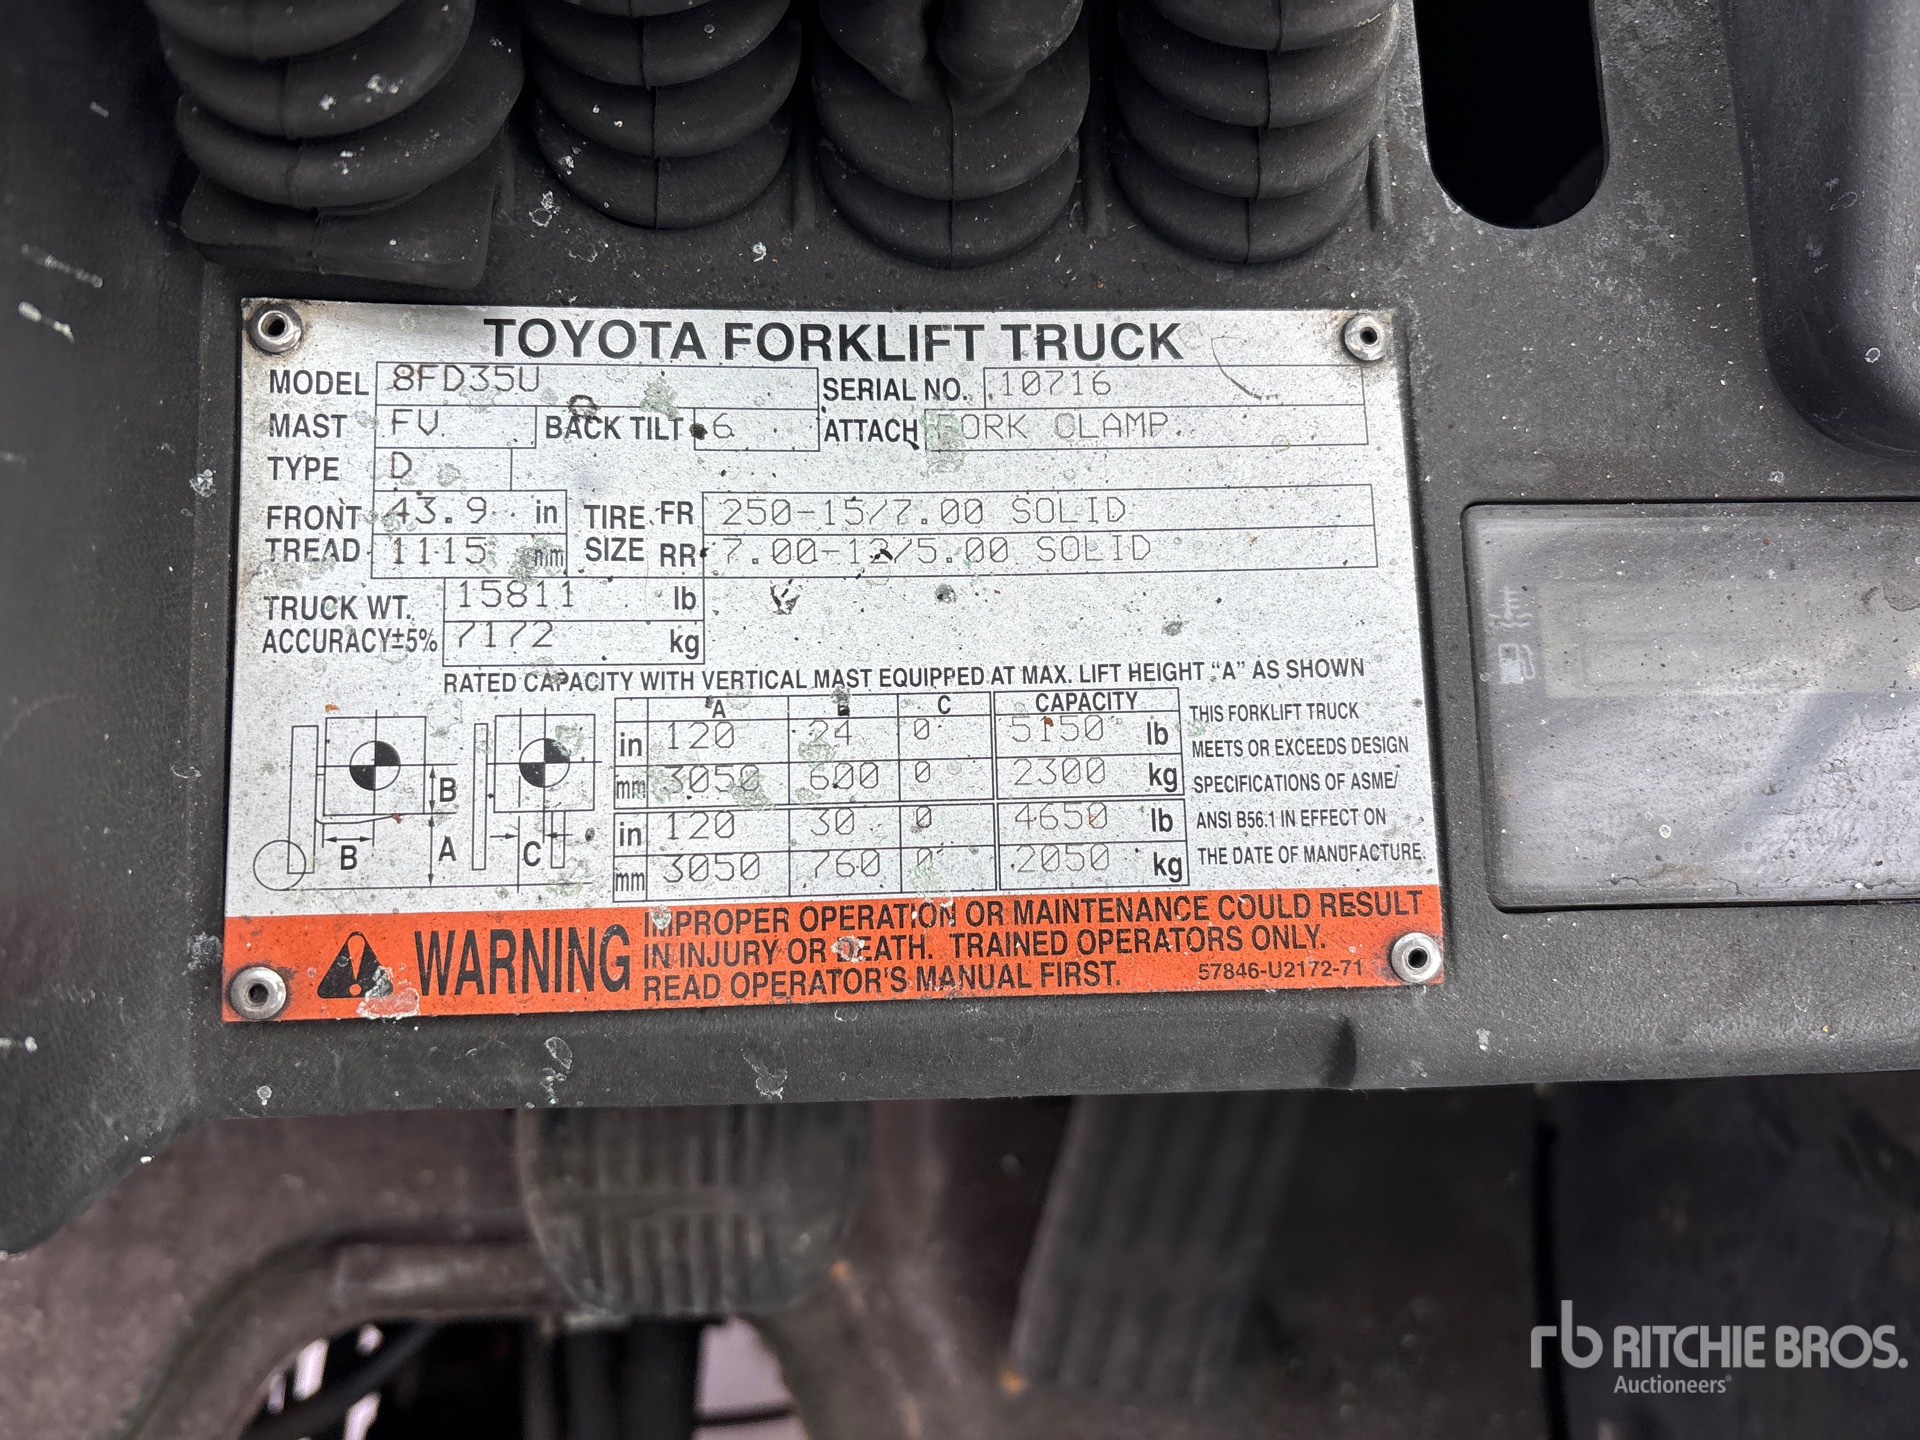 TOYOTA FORKLIFT TRUCK
MODEL 8FD35U SERIAL NO. 10716
MAST FV BACK TILT 6 ATTACH FORK CLAMP
TYPE D
FRONT TREAD 43.9 in TIRE SIZE FR 250-15/7.00 SOLID
1115 mm RR 7.00-12/5.00 SOLID
TRUCK WT. 15811 lb
ACCURACY±5% 7172 kg
RATED CAPACITY WITH VERTICAL MAST EQUIPPED AT MAX. LIFT HEIGHT "A" AS SHOWN
A B C CAPACITY
in 120 24 0 5150 lb
mm 3050 600 0 2300 kg
in 120 30 0 4650 lb
mm 3050 760 0 2050 kg
B
B
A
C
THIS FORKLIFT TRUCK
MEETS OR EXCEEDS DESIGN
SPECIFICATIONS OF ASME/
ANSI B56.1 IN EFFECT ON
THE DATE OF MANUFACTURE.
WARNING
IMPROPER OPERATION OR MAINTENANCE COULD RESULT
IN INJURY OR DEATH. TRAINED OPERATORS ONLY.
READ OPERATOR'S MANUAL FIRST. 57846-U2172-71
rb RITCHIE BROS.
Auctioneers